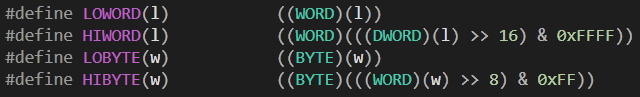 #define LOWORD(l)          ((WORD)(l))
#define HIWORD(l)          ((WORD)(((DWORD)(l) >> 16) & 0xFFFF))
#define LOBYTE(w)          ((BYTE)(w))
#define HIBYTE(w)          ((BYTE)(((WORD)(w) >> 8) & 0xFF))